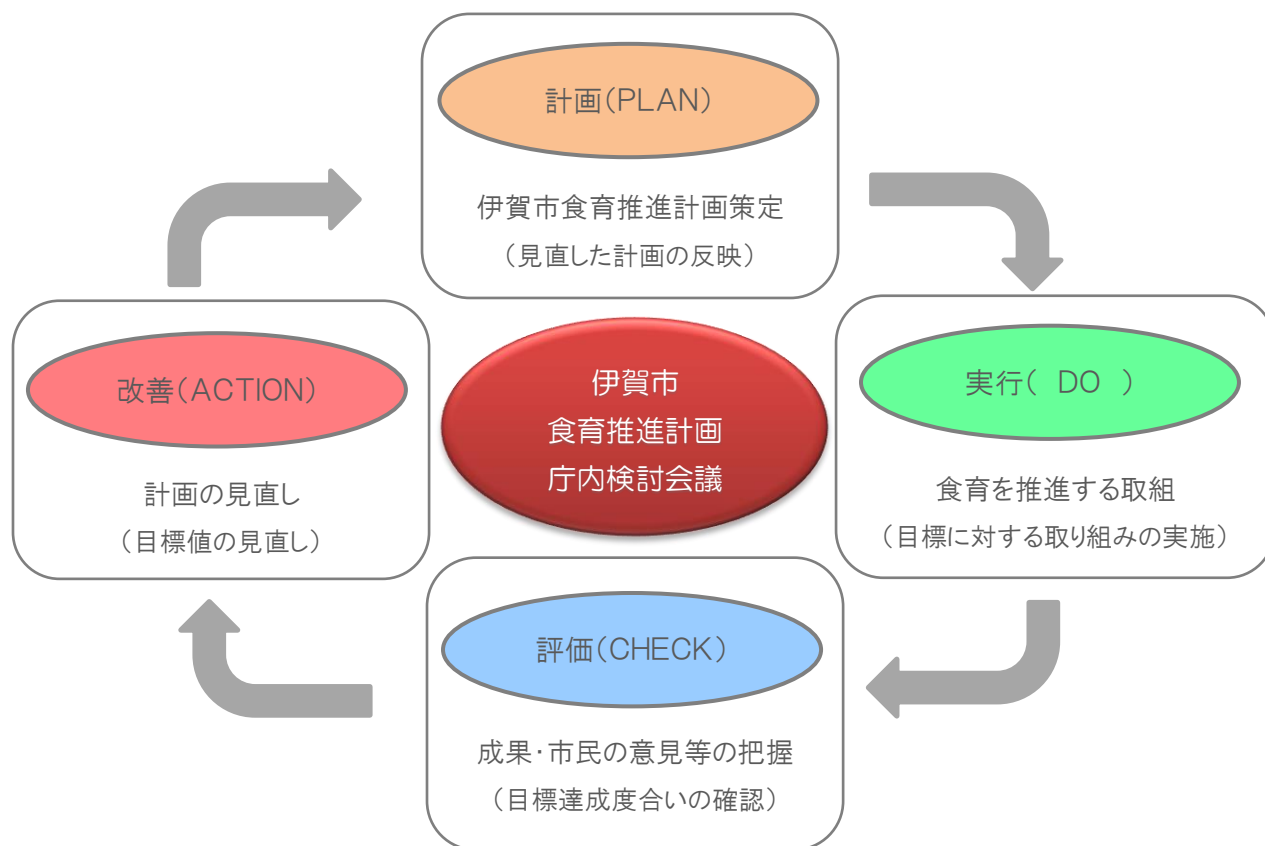 計画(PLAN)
伊賀市食育推進計画策定
（見直した計画の反映）
実行( DO )
食育を推進する取組
（目標に対する取り組みの実施）
評価(CHECK)
成果・市民の意見等の把握
（目標達成度合いの確認）
改善(ACTION)
計画の見直し
（目標値の見直し）
伊賀市
食育推進計画
庁内検討会議